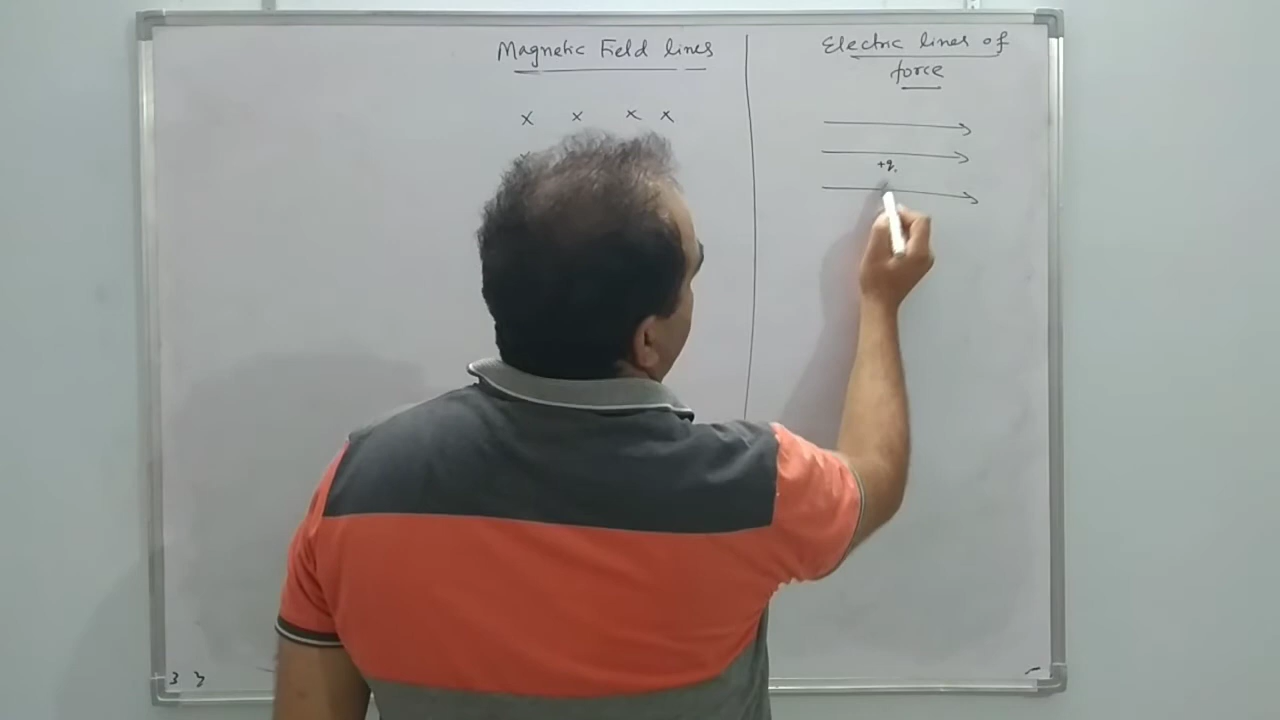 Magnetic Field lines
x x x x
Electric lines of
force
+q